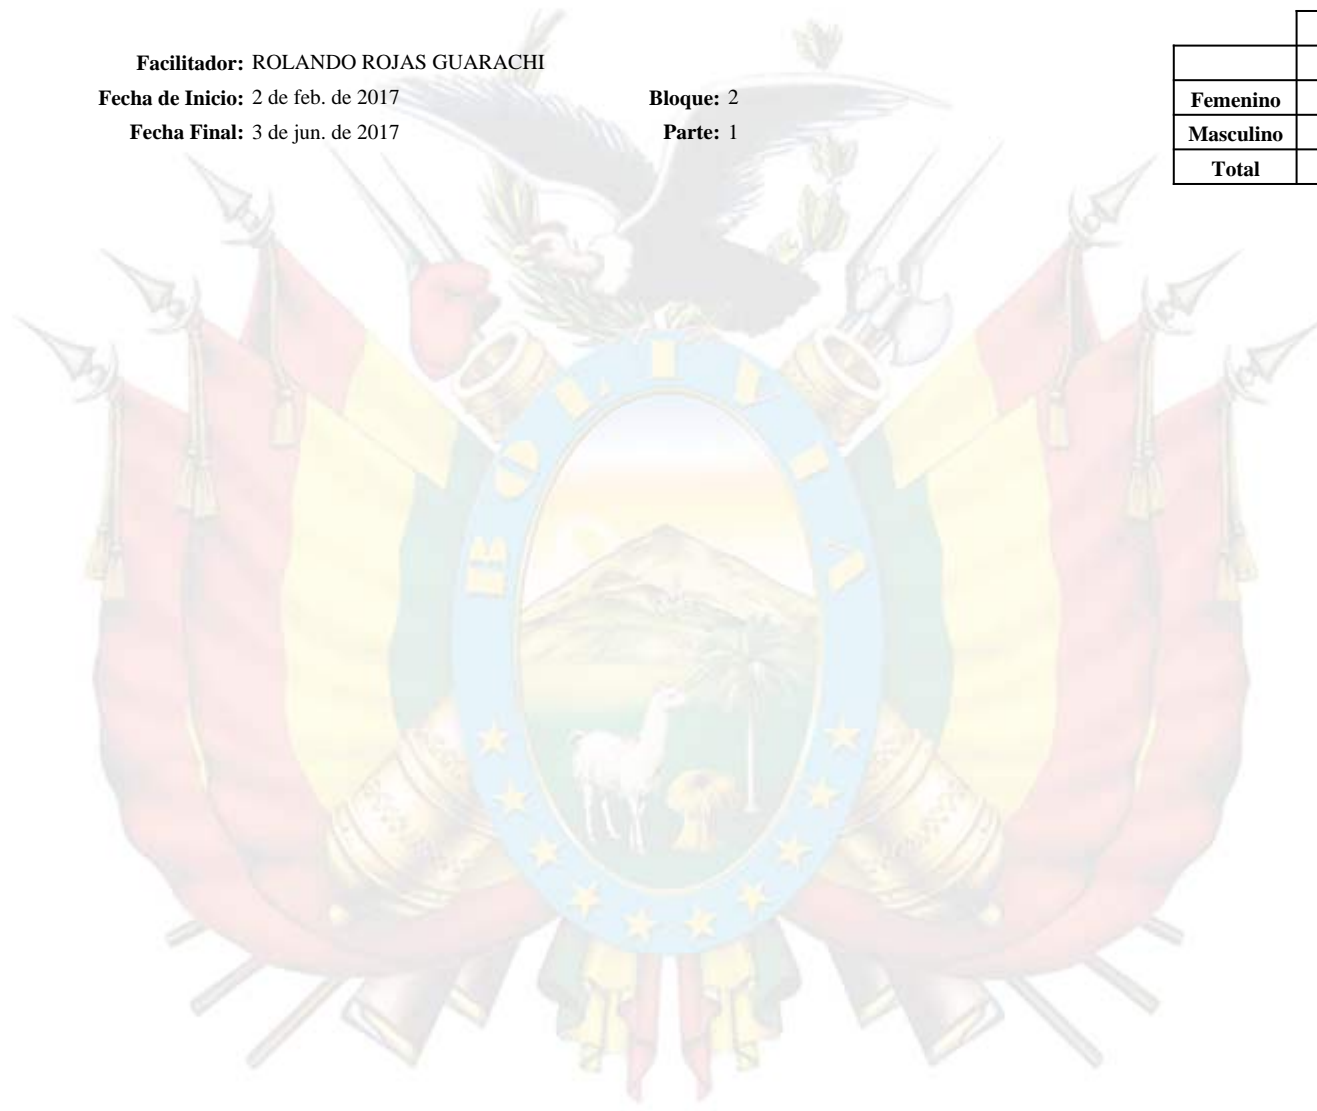 Facilitador: ROLANDO ROJAS GUARACHI
Fecha de Inicio: 2 de feb. de 2017 Bloque: 2
Fecha Final: 3 de jun. de 2017 Parte: 1
Femenino
Masculino
Total
BOLIVIA